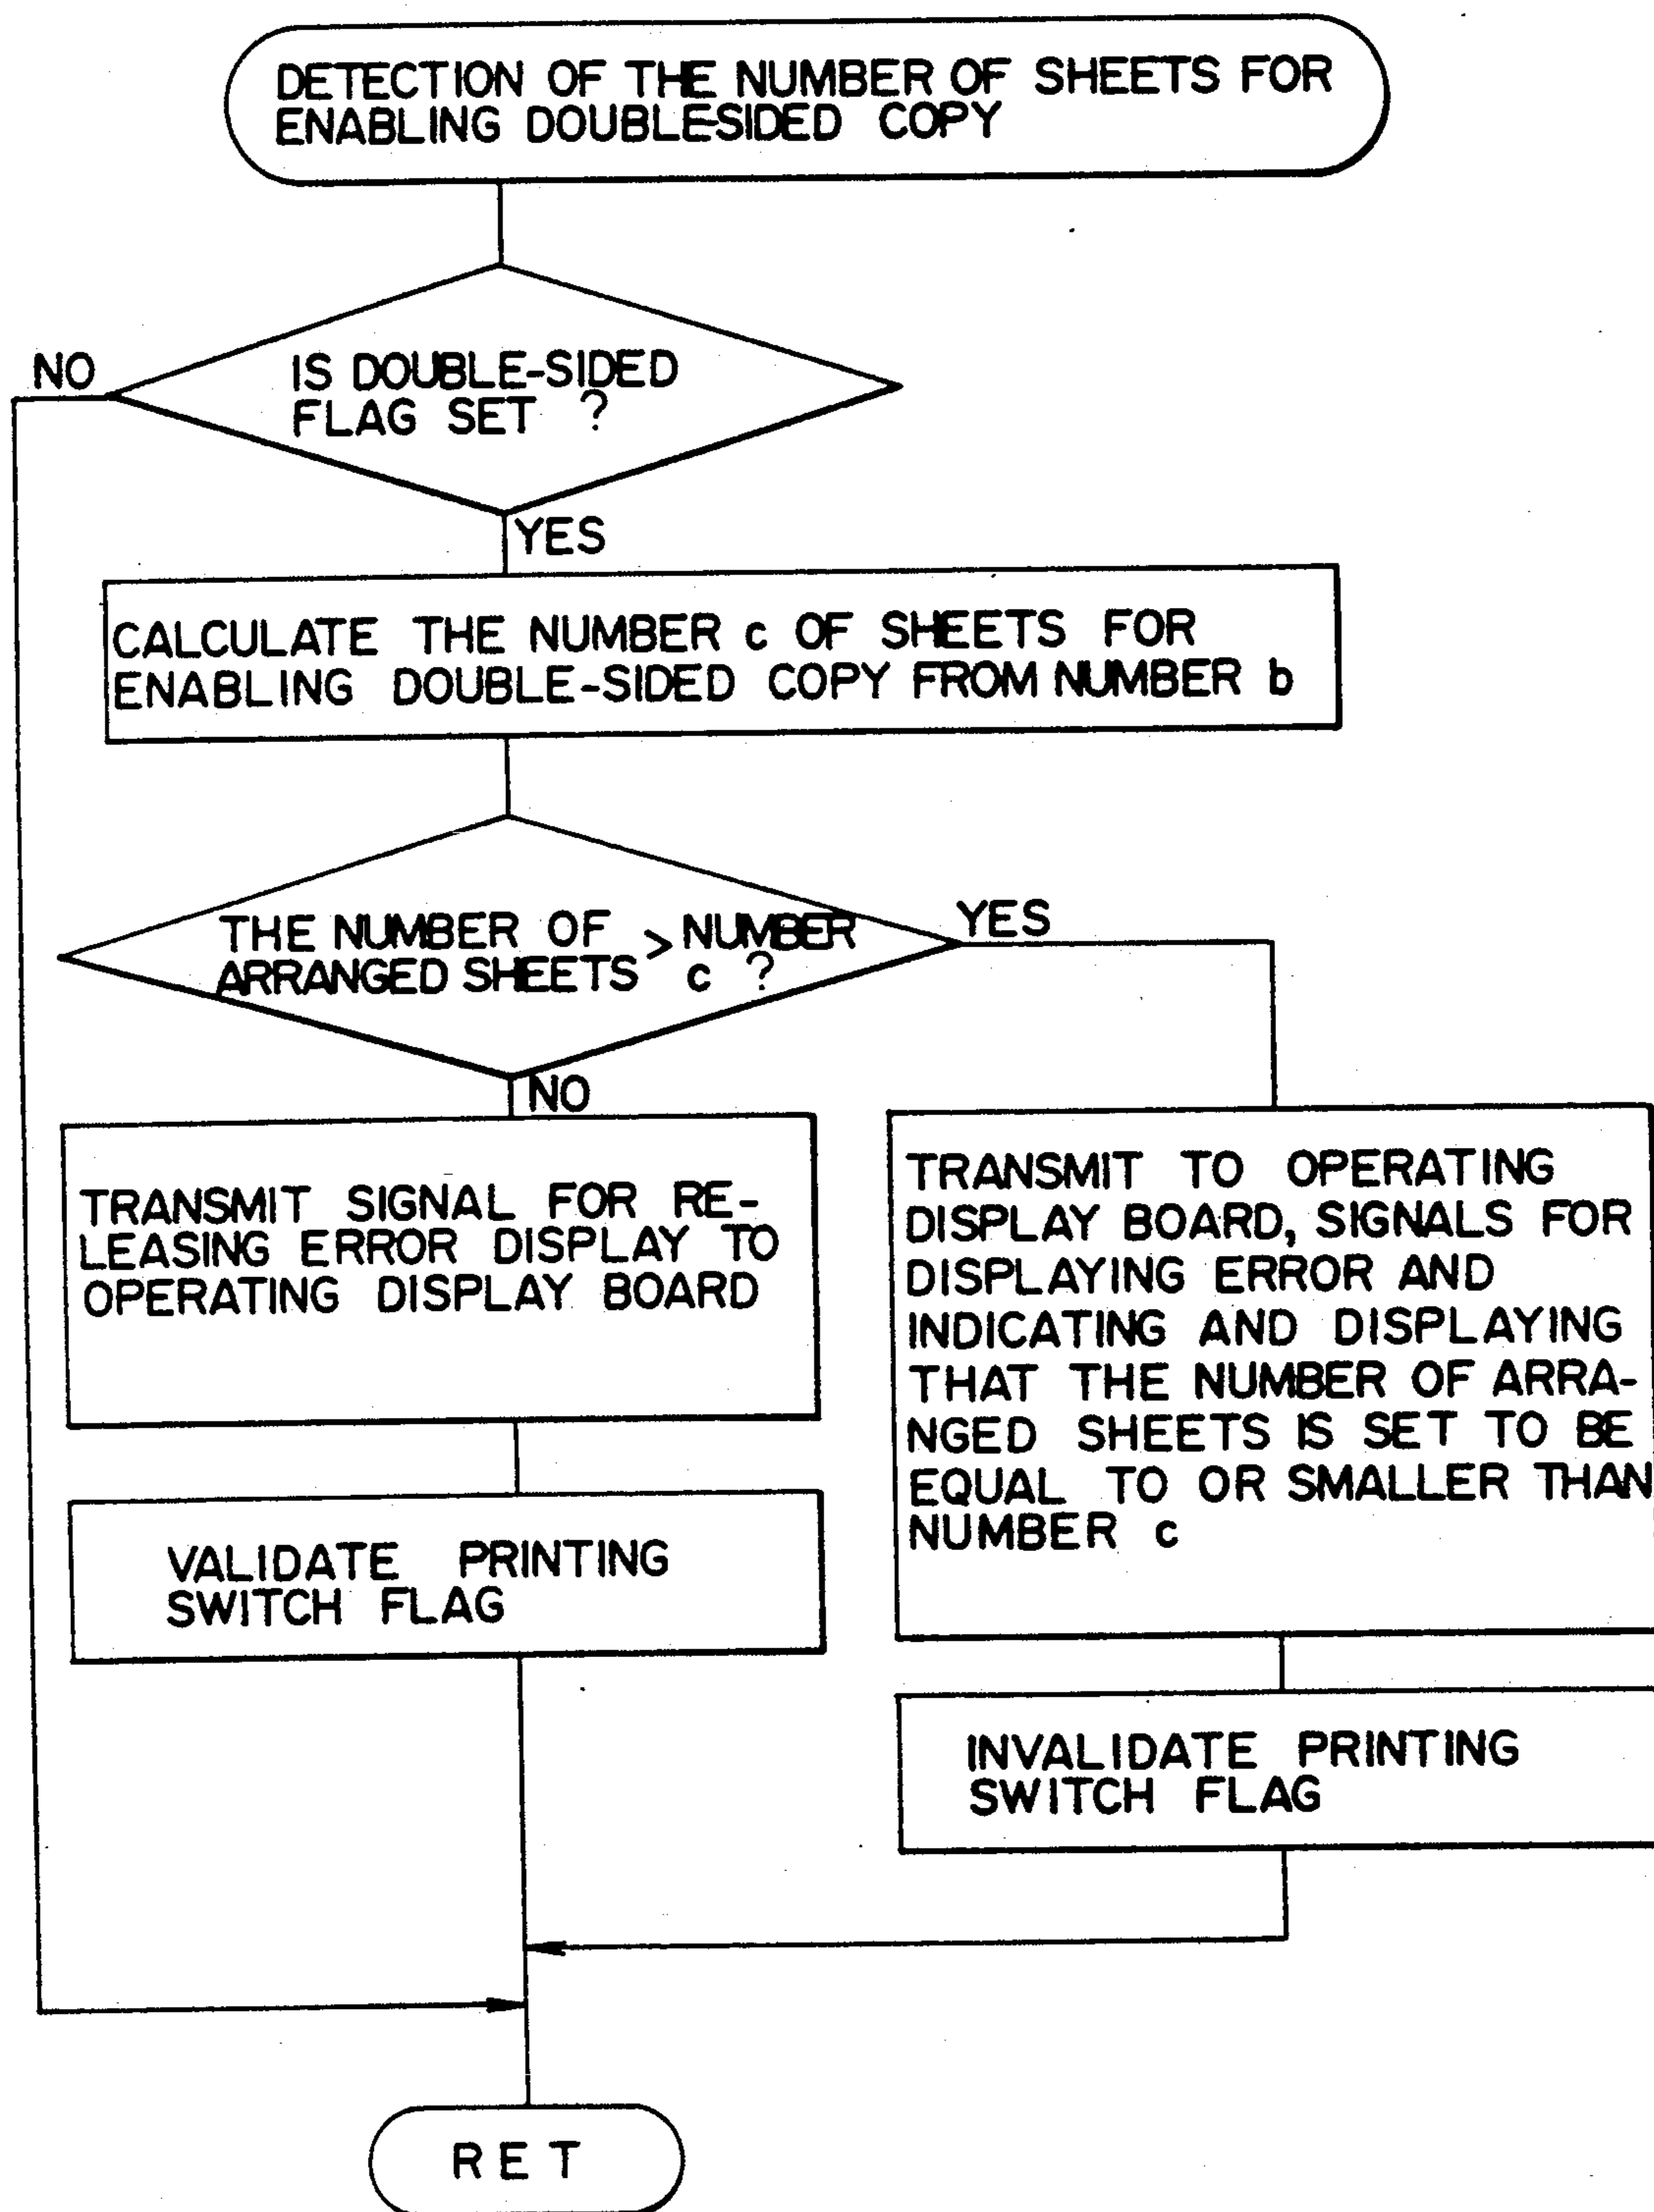 DETECTION OF THE NUMBER OF SHEETS FOR
ENABLING DOUBLE-SIDED COPY
NO
IS DOUBLE-SIDED
FLAG SET ?
YES
CALCULATE THE NUMBER c OF SHEETS FOR
ENABLING DOUBLE-SIDED COPY FROM NUMBER b
THE NUMBER OF
ARRANGED SHEETS > NUMBER
c ?
YES
NO
TRANSMIT SIGNAL FOR RE-
LEASING ERROR DISPLAY TO
OPERATING DISPLAY BOARD
VALIDATE PRINTING
SWITCH FLAG
TRANSMIT TO OPERATING
DISPLAY BOARD, SIGNALS FOR
DISPLAYING ERROR AND
INDICATING AND DISPLAYING
THAT THE NUMBER OF ARRA-
NGED SHEETS IS SET TO BE
EQUAL TO OR SMALLER THAN
NUMBER c
INVALIDATE PRINTING
SWITCH FLAG
RET